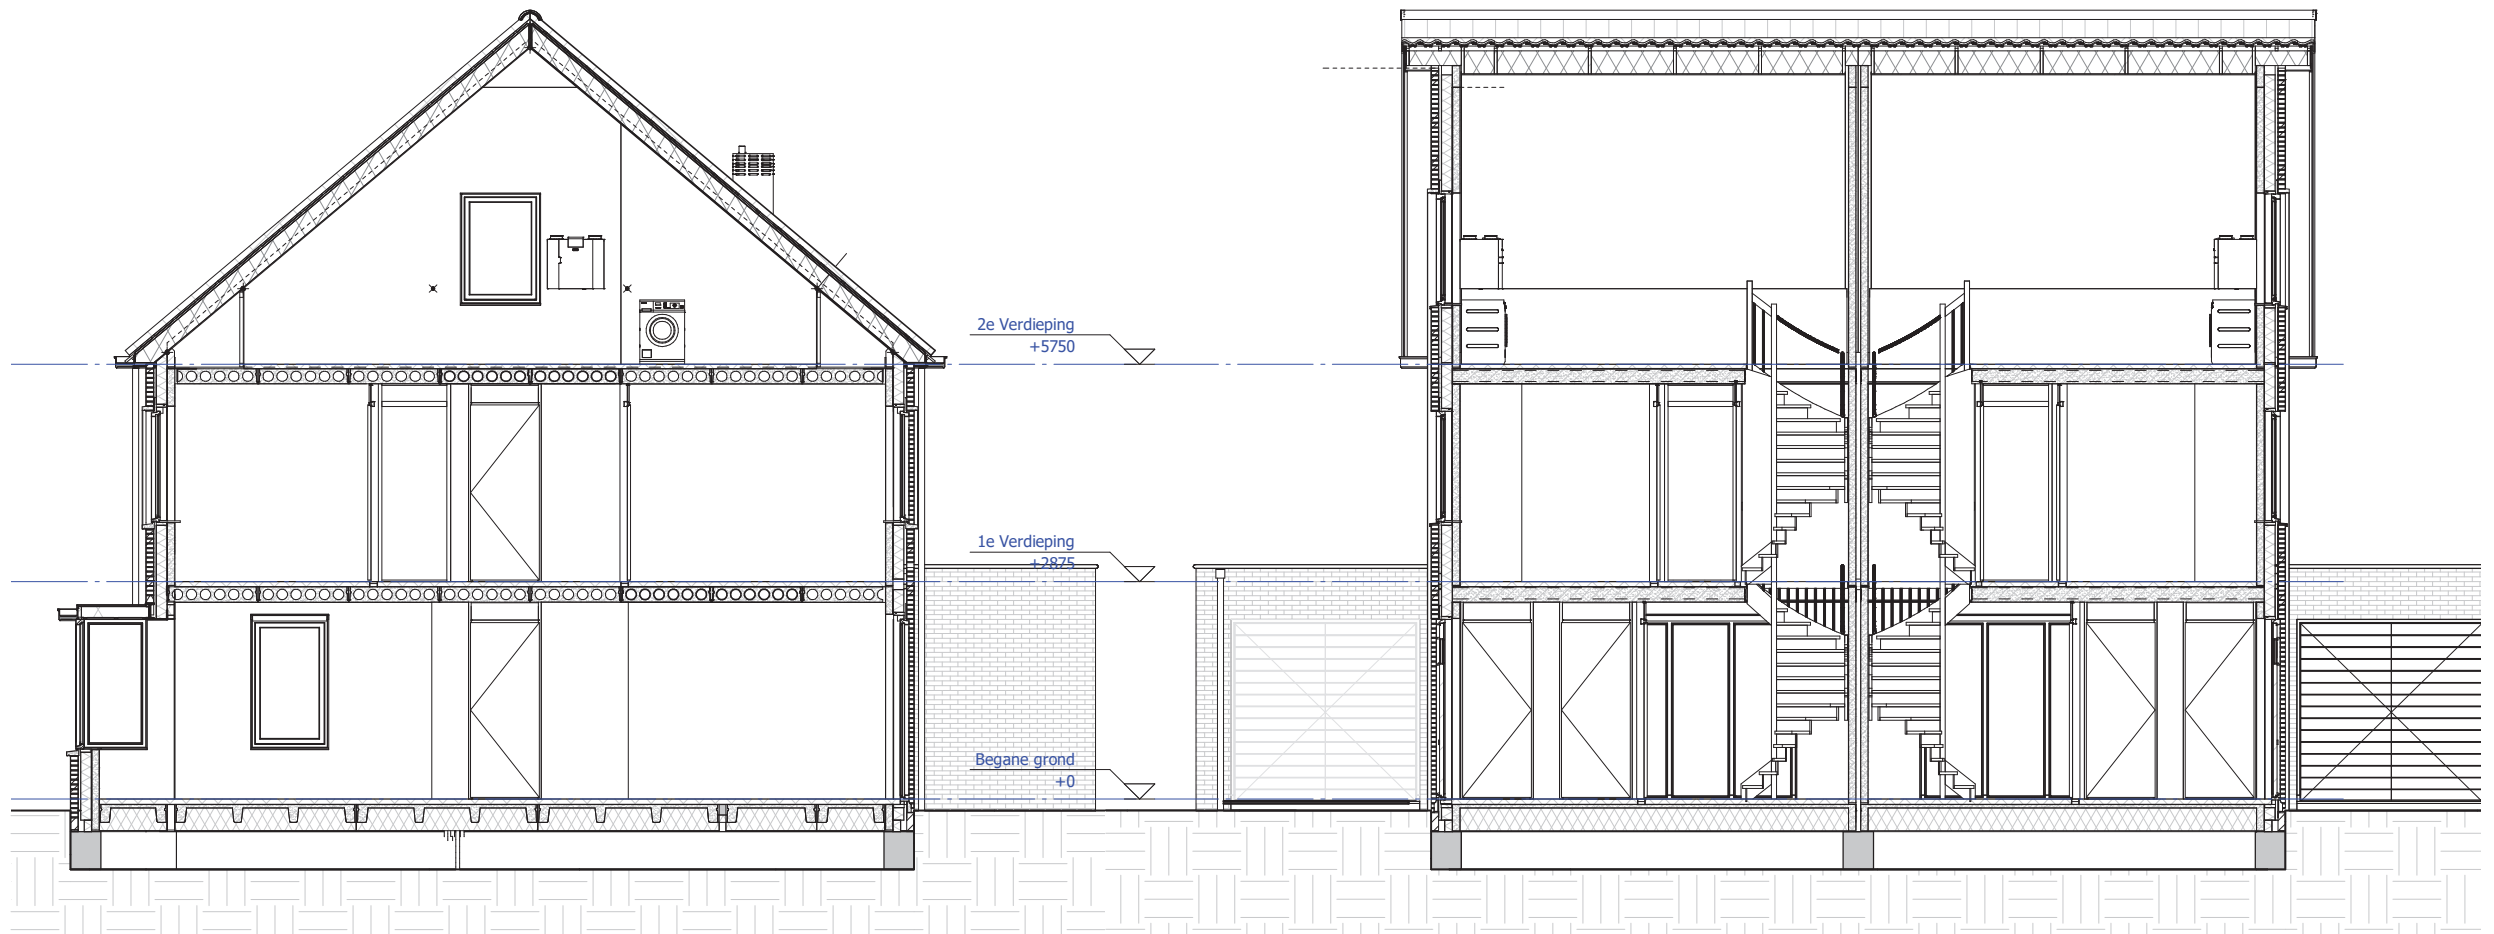 2e Verdieping
+5750
1e Verdieping
+2875
Begane grond
+0